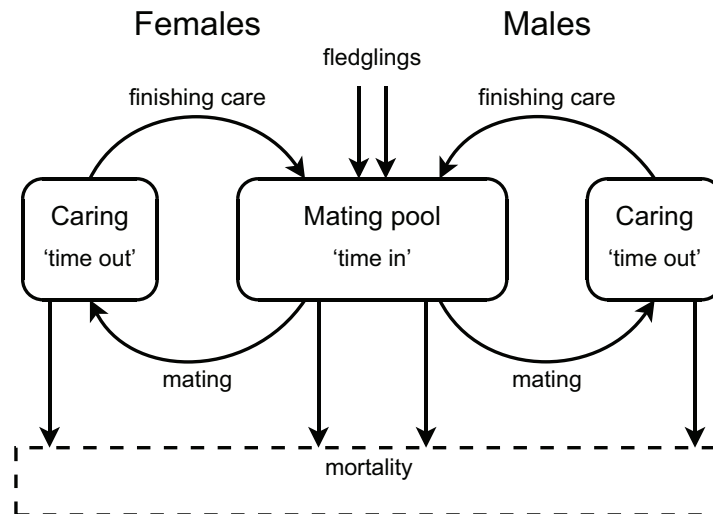 Females
Males
fledglings
finishing care
finishing care
Caring
'time out'
Mating pool
'time in'
Caring
'time out'
mating
mating
mortality